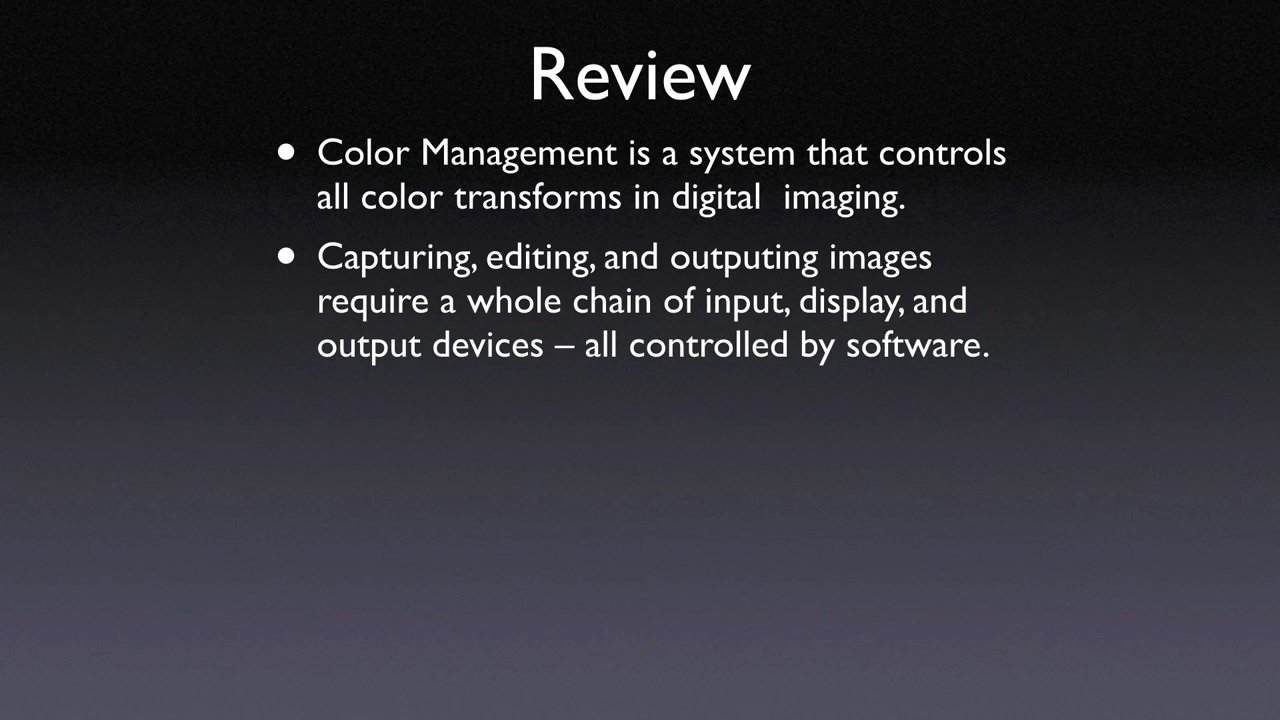 Review
• Color Management is a system that controls
all color transforms in digital  imaging.
• Capturing, editing, and outputing images
require a whole chain of input, display, and
output devices – all controlled by software.